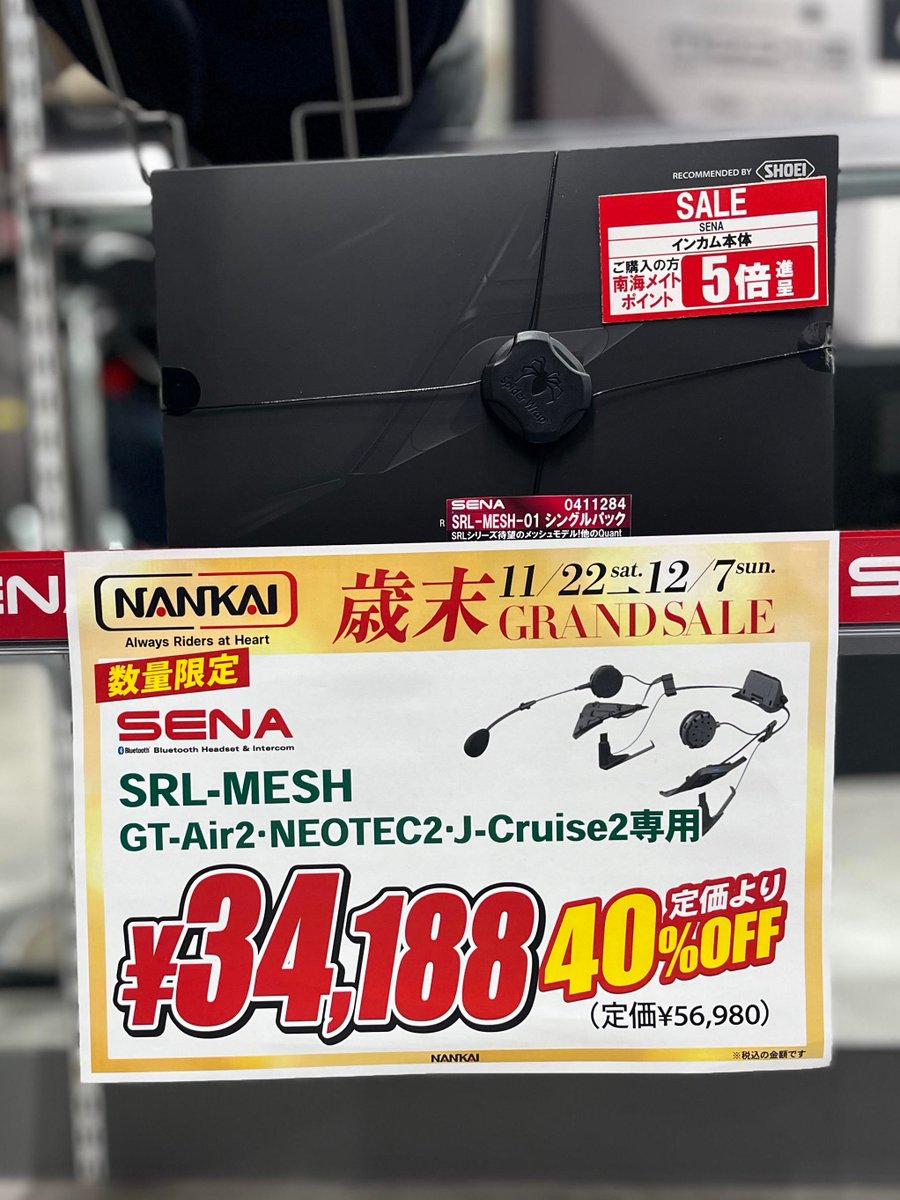 RECOMMENDED BY SHOEI
SALE
SENA
インカム本体
ご購入の方
南海メイト
ポイント
5倍進呈
Spider Wrap
SENA 0411284
SRL-MESH-01 シングルパック
SRLシリーズ待望のメッシュモデル!他のQuant
NANKAI
Always Riders at Heart
歳末 11/22sat.→12/7sun.
GRAND SALE
数量限定
SENA
Bluetooth Bluetooth Headset & Intercom
SRL-MESH
GT-Air2・NEOTEC2・J-Cruise2専用
¥34,188
定価より
40%OFF
(定価¥56,980)
NANKAI
※税込の金額です